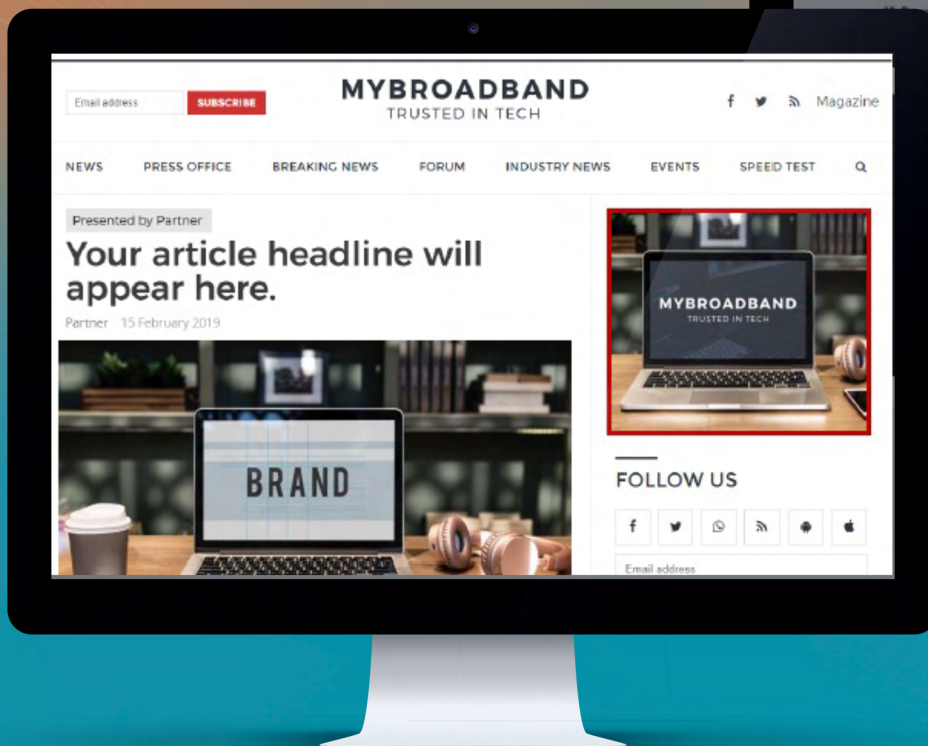 Email address
SUBSCRIBE
MYBROADBAND
TRUSTED IN TECH
Magazine
NEWS
PRESS OFFICE
BREAKING NEWS
FORUM
INDUSTRY NEWS
EVENTS
SPEED TEST
Presented by Partner
Your article headline will
appear here.
Partner 15 February 2019
BRAND
MYBROADBAND
TRUSTED IN TECH
FOLLOW US
Email address